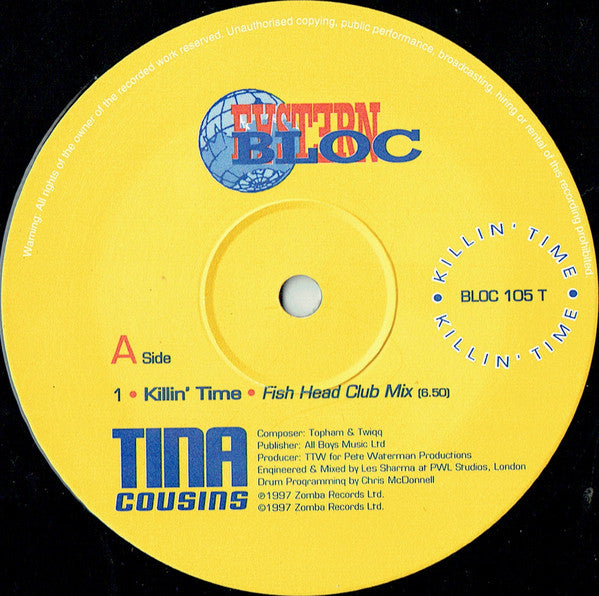 Warning: All rights of the owner of the recorded work reserved. Unauthorised copying, public performance, broadcasting, hiring or rental of this recording prohibited
EASTERN
BLOC
KILLIN' TIME
BLOC 105 T
KILLIN' TIME
A Side
1 • Killin' Time • Fish Head Club Mix (6.50)
TINA
COUSINS
Composer: Topham & Twigg
Publisher: All Boys Music Ltd
Producer: TTW for Pete Waterman Productions
Engineered & Mixed by Les Sharma at PWL Studios, London
Drum Programming by Chris McDonnell
℗1997 Zomba Records Ltd.
©1997 Zomba Records Ltd.